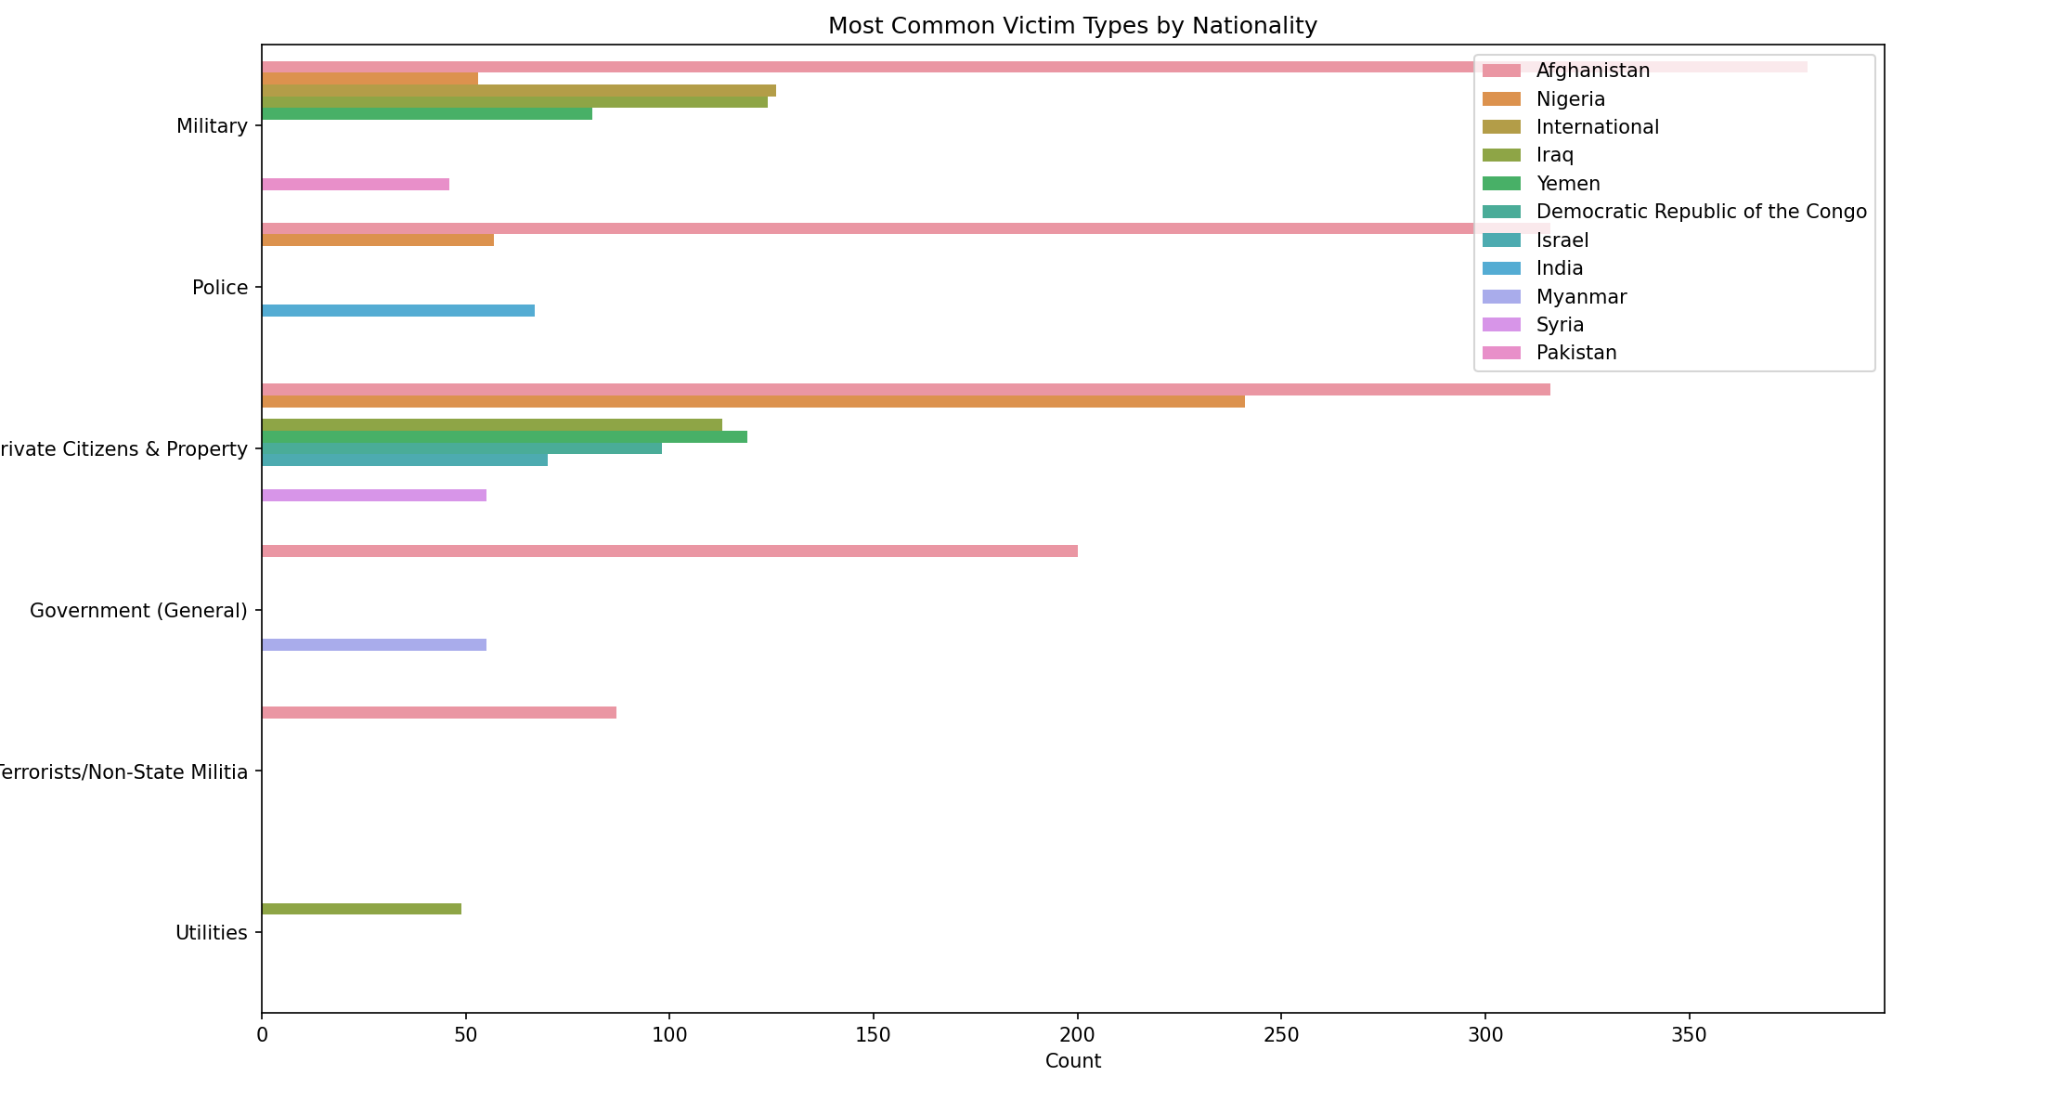 Most Common Victim Types by Nationality
Afghanistan
Nigeria
International
Iraq
Yemen
Democratic Republic of the Congo
Israel
India
Myanmar
Syria
Pakistan
Military
Police
rivate Citizens & Property
Government (General)
Terrorists/Non-State Militia
Utilities
0 50 100 150 200 250 300 350
Count